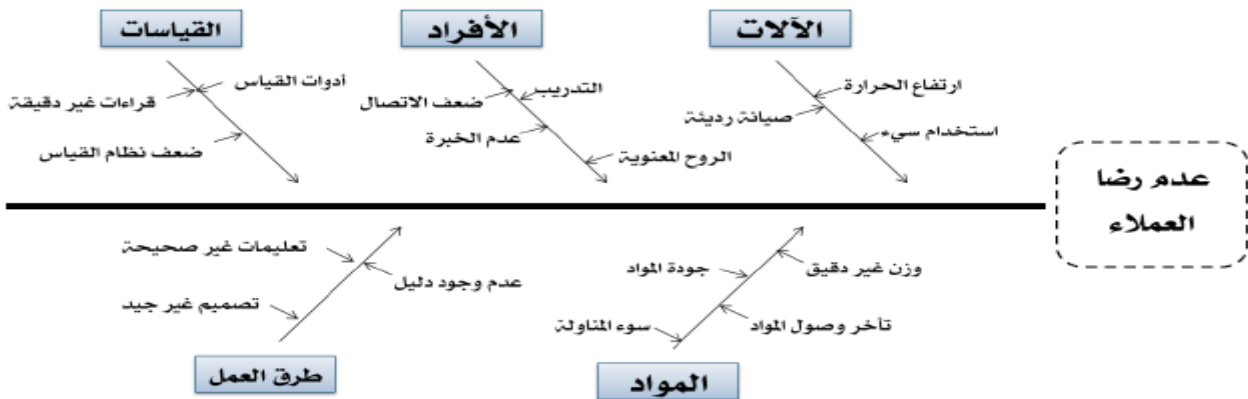 الآلات
الأفراد
القياسات
ارتفاع الحرارة
صيانة رديئة
استخدام سيء
التدريب
ضعف الاتصال
عدم الخبرة
الروح المعنوية
أدوات القياس
قراءات غير دقيقة
ضعف نظام القياس
عدم رضا
العملاء
وزن غير دقيق
جودة المواد
تأخر وصول المواد
سوء المناولة
تعليمات غير صحيحة
عدم وجود دليل
تصميم غير جيد
المواد
طرق العمل